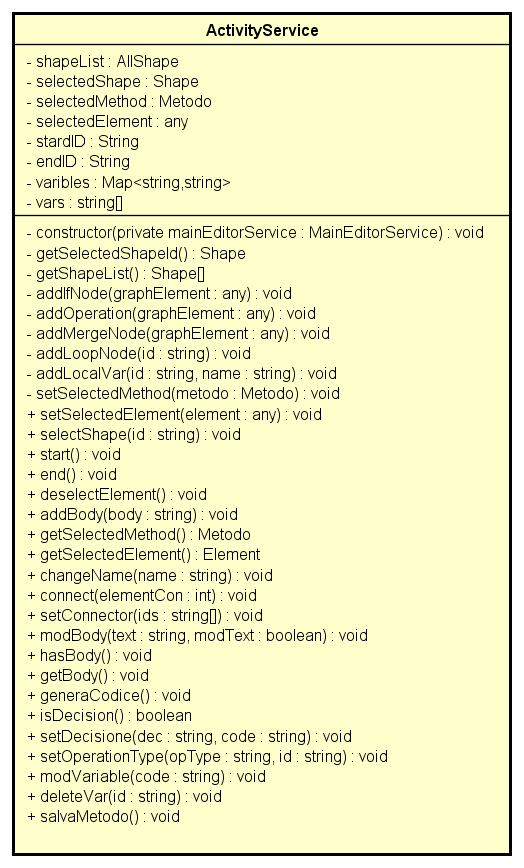 ActivityService
- shapeList : AllShape
- selectedShape : Shape
- selectedMethod : Metodo
- selectedElement : any
- stardID : String
- endID : String
- varibles : Map<string,string>
- vars : string[]
- constructor(private mainEditorService : MainEditorService) : void
- getSelectedShapeId() : Shape
- getShapeList() : Shape[]
- addIfNode(graphElement : any) : void
- addOperation(graphElement : any) : void
- addMergeNode(graphElement : any) : void
- addLoopNode(id : string) : void
- addLocalVar(id : string, name : string) : void
- setSelectedMethod(metodo : Metodo) : void
+ setSelectedElement(element : any) : void
+ selectShape(id : string) : void
+ start() : void
+ end() : void
+ deselectElement() : void
+ addBody(body : string) : void
+ getSelectedMethod() : Metodo
+ getSelectedElement() : Element
+ changeName(name : string) : void
+ connect(elementCon : int) : void
+ setConnector(ids : string[]) : void
+ modBody(text : string, modText : boolean) : void
+ hasBody() : void
+ getBody() : void
+ generaCodice() : void
+ isDecision() : boolean
+ setDecisione(dec : string, code : string) : void
+ setOperationType(opType : string, id : string) : void
+ modVariable(code : string) : void
+ deleteVar(id : string) : void
+ salvaMetodo() : void